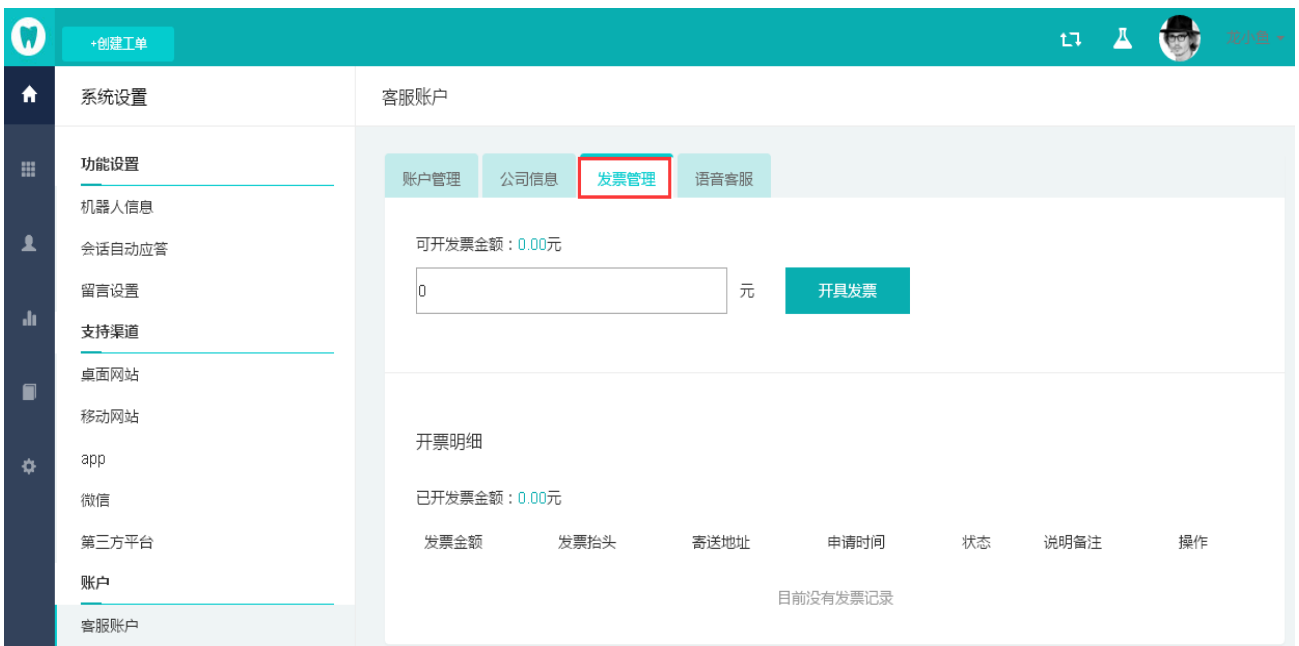 +创建工单
系统设置
客服账户
功能设置
机器人信息
会话自动应答
留言设置
支持渠道
桌面网站
移动网站
app
微信
第三方平台
账户
客服账户
账户管理 公司信息 发票管理 语音客服
可开发票金额：0.00元
0 元 开具发票
开票明细
已开发票金额：0.00元
发票金额 发票抬头 寄送地址 申请时间 状态 说明备注 操作
目前没有发票记录